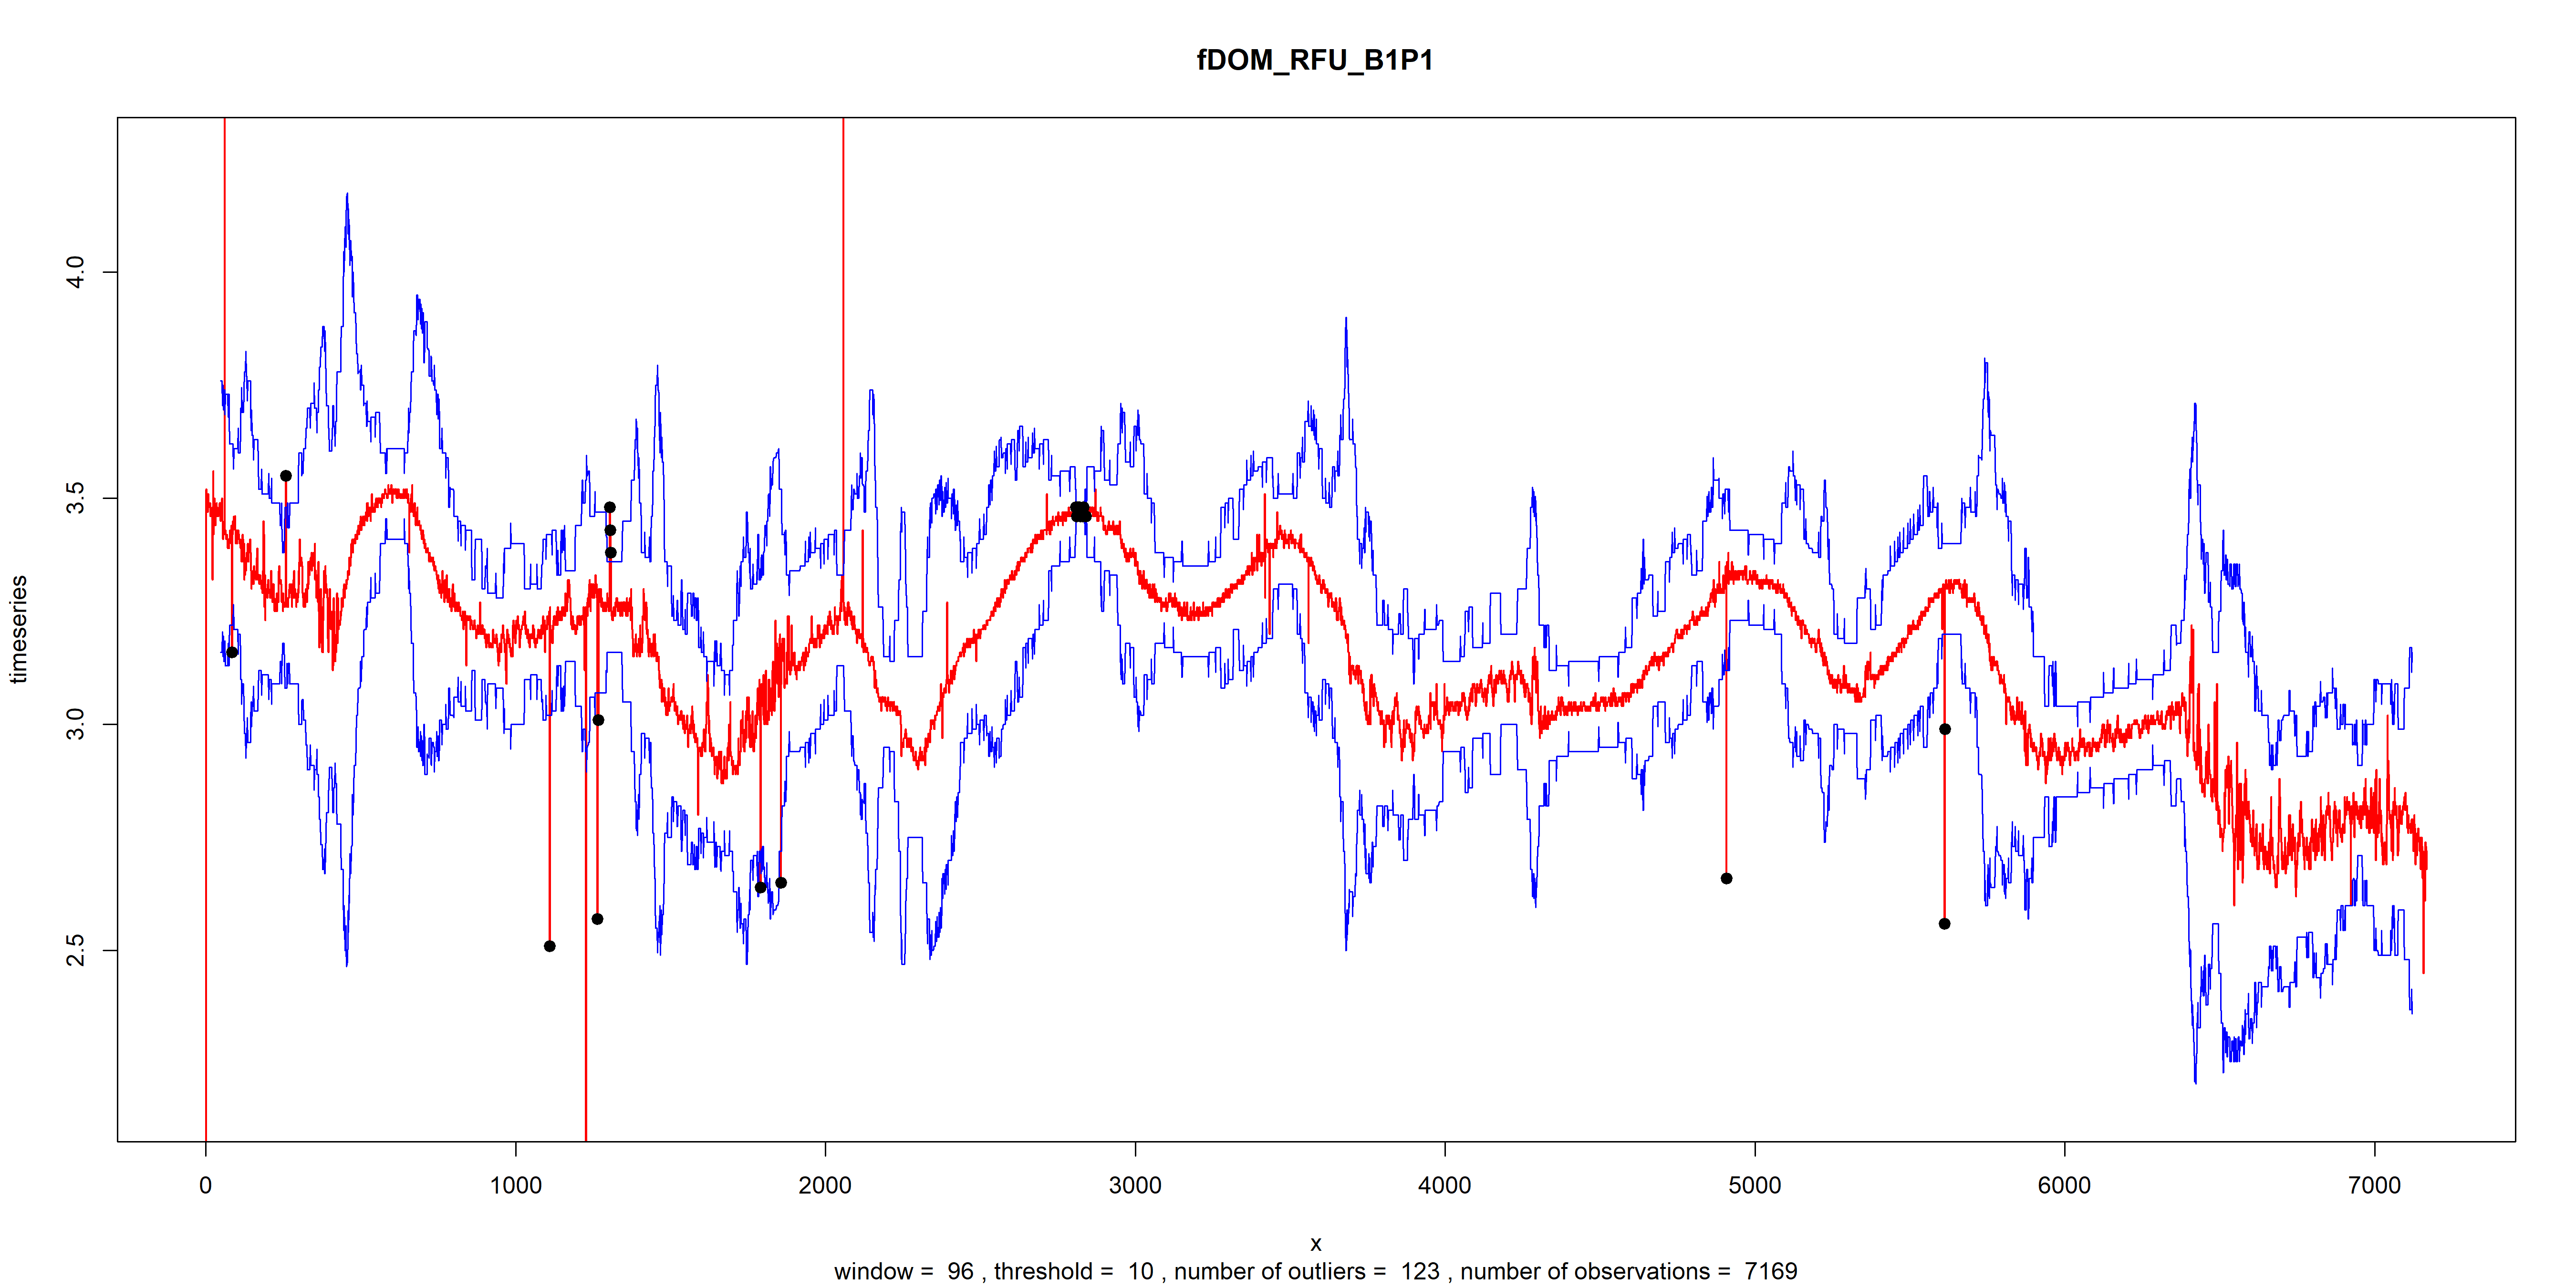 fDOM_RFU_B1P1
timeseries
4.0
3.5
3.0
2.5
0 1000 2000 3000 4000 5000 6000 7000
x
window =  96 , threshold =  10 , number of outliers =  123 , number of observations =  7169